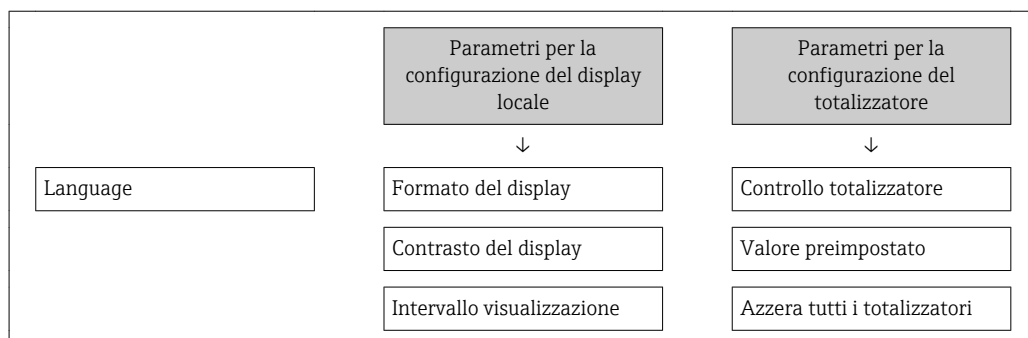 Parametri per la
configurazione del display
locale
Parametri per la
configurazione del
totalizzatore
↓
↓
Language
Formato del display
Controllo totalizzatore
Contrasto del display
Valore preimpostato
Intervallo visualizzazione
Azzera tutti i totalizzatori